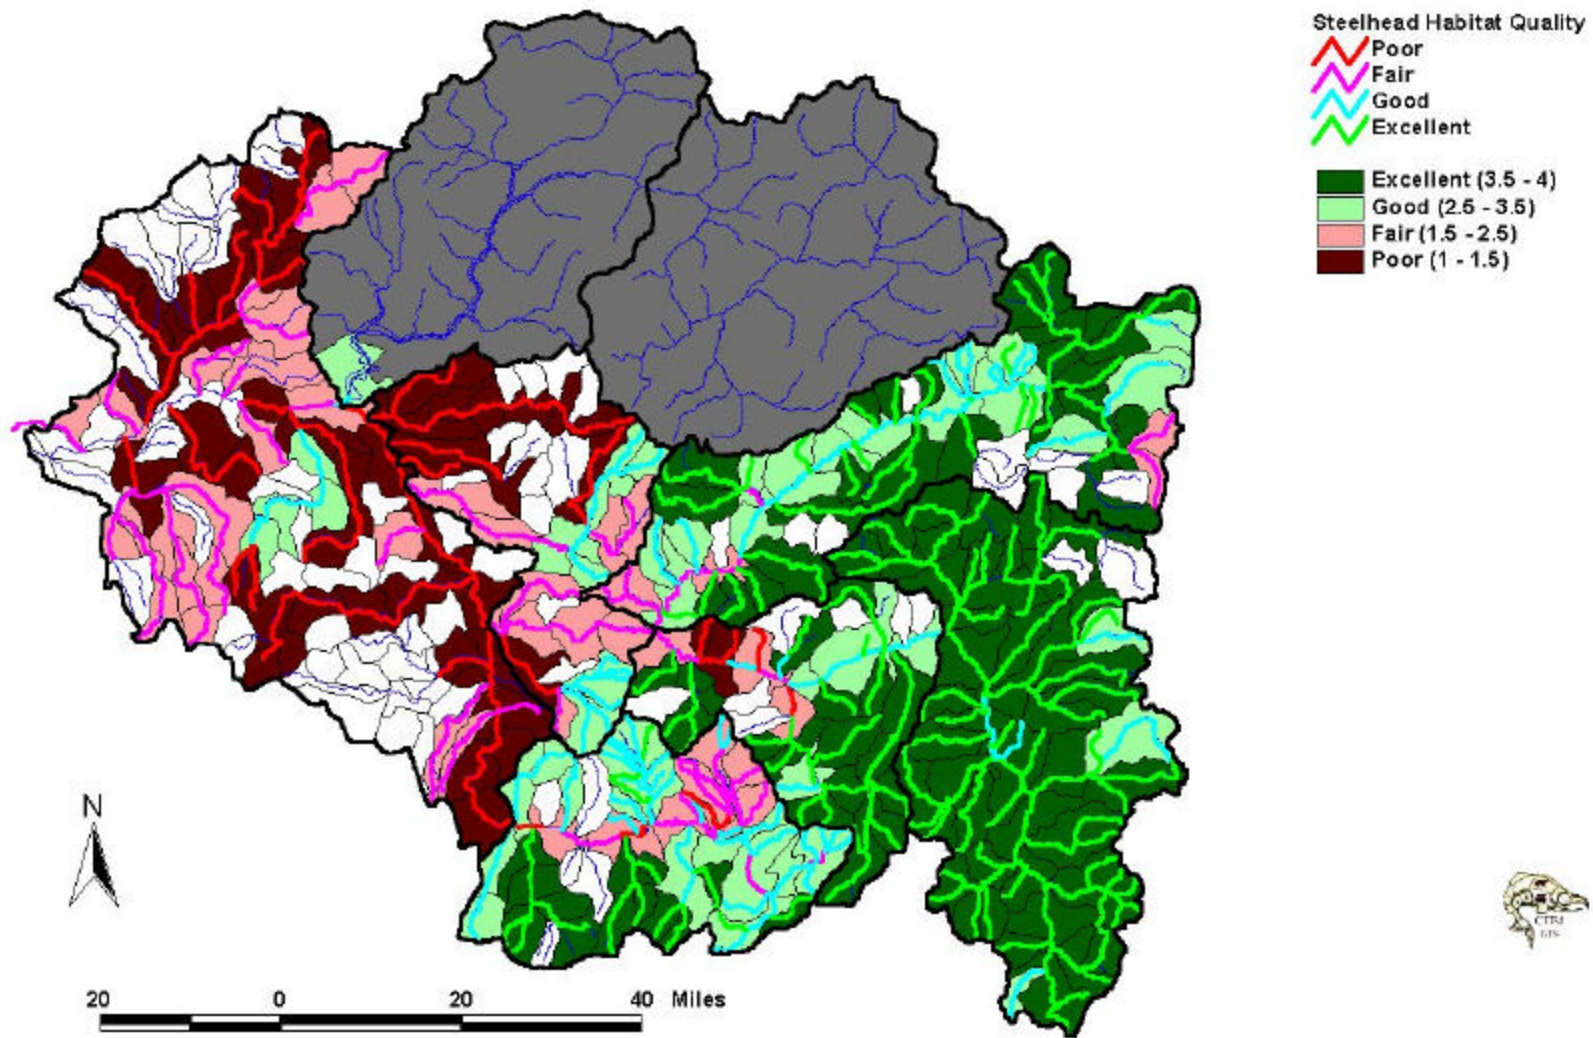 Steelhead Habitat Quality
Poor
Fair
Good
Excellent
Excellent (3.5 - 4)
Good (2.5 - 3.5)
Fair (1.5 - 2.5)
Poor (1 - 1.5)
N
20 0 20 40 Miles